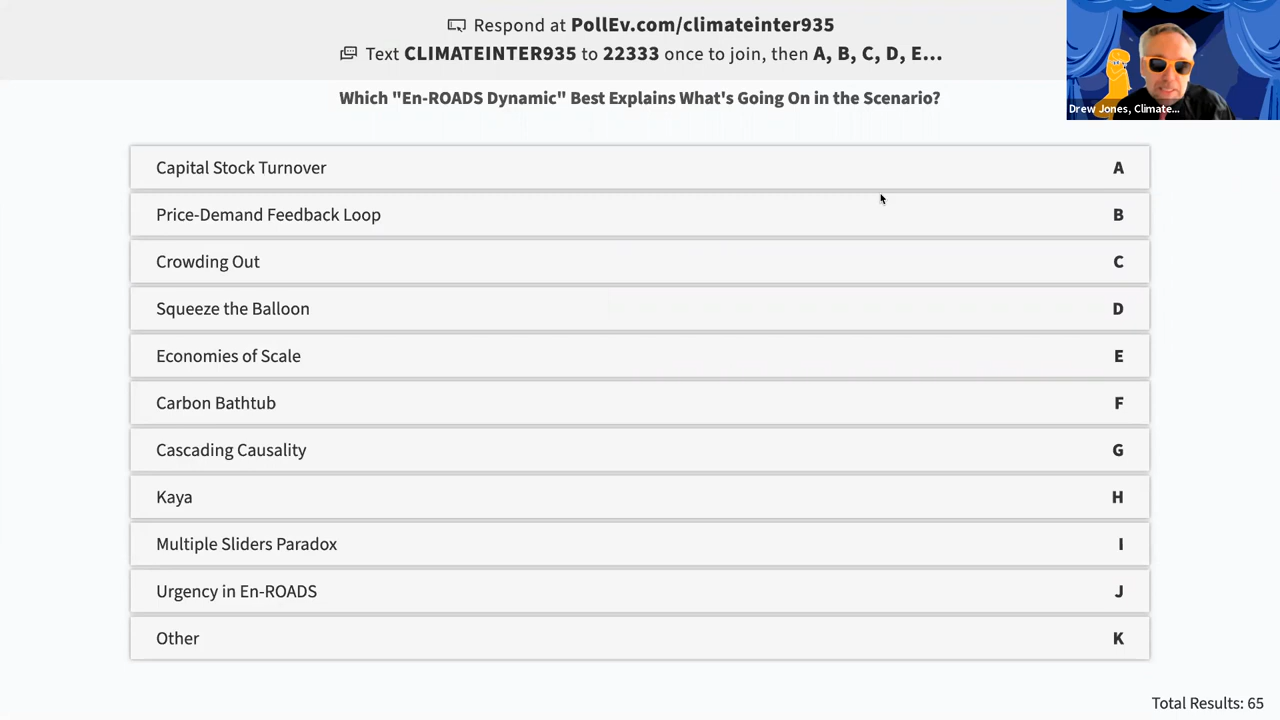 Respond at PollEv.com/climateinter935
Text CLIMATEINTER935 to 22333 once to join, then A, B, C, D, E...
Drew Jones, Climate...
Which "En-ROADS Dynamic" Best Explains What's Going On in the Scenario?
Capital Stock Turnover A
Price-Demand Feedback Loop B
Crowding Out C
Squeeze the Balloon D
Economies of Scale E
Carbon Bathtub F
Cascading Causality G
Kaya H
Multiple Sliders Paradox I
Urgency in En-ROADS J
Other K
Total Results: 65